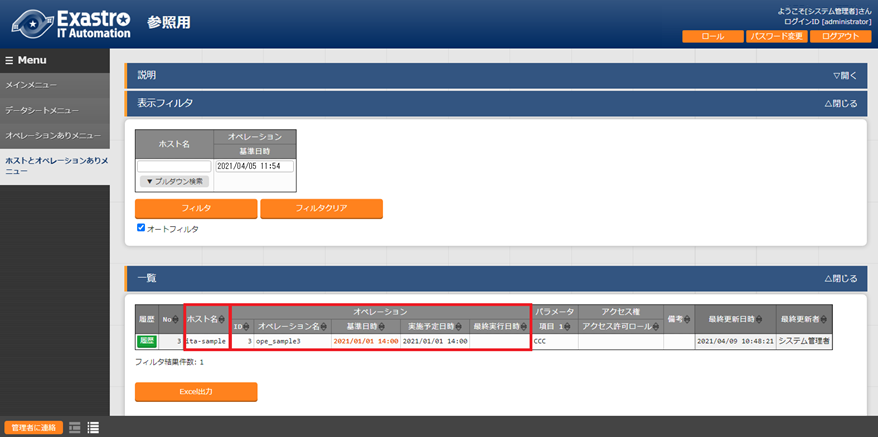 Exastro
IT Automation
参照用
ようこそ[システム管理者]さん
ログインID [administrator]
ロール
パスワード変更
ログアウト
Menu
メインメニュー
データシートメニュー
オペレーションありメニュー
ホストとオペレーションありメ
ニュー
説明
▽開く
表示フィルタ
△閉じる
ホスト名
オペレーション
基準日時
2021/04/05 11:54
▼ プルダウン検索
フィルタ
フィルタクリア
オートフィルタ
一覧
△閉じる
履歴 No ホスト名 オペレーション パラメータ アクセス権 備考 最終更新日時 最終更新者
ID オペレーション名 基準日時 実施予定日時 最終実行日時 項目 1 アクセス許可ロール
履歴 3 ita-sample 3 ope_sample3 2021/01/01 14:00 2021/01/01 14:00 CCC 2021/04/09 10:48:21 システム管理者
フィルタ結果件数: 1
Excel出力
管理者に連絡